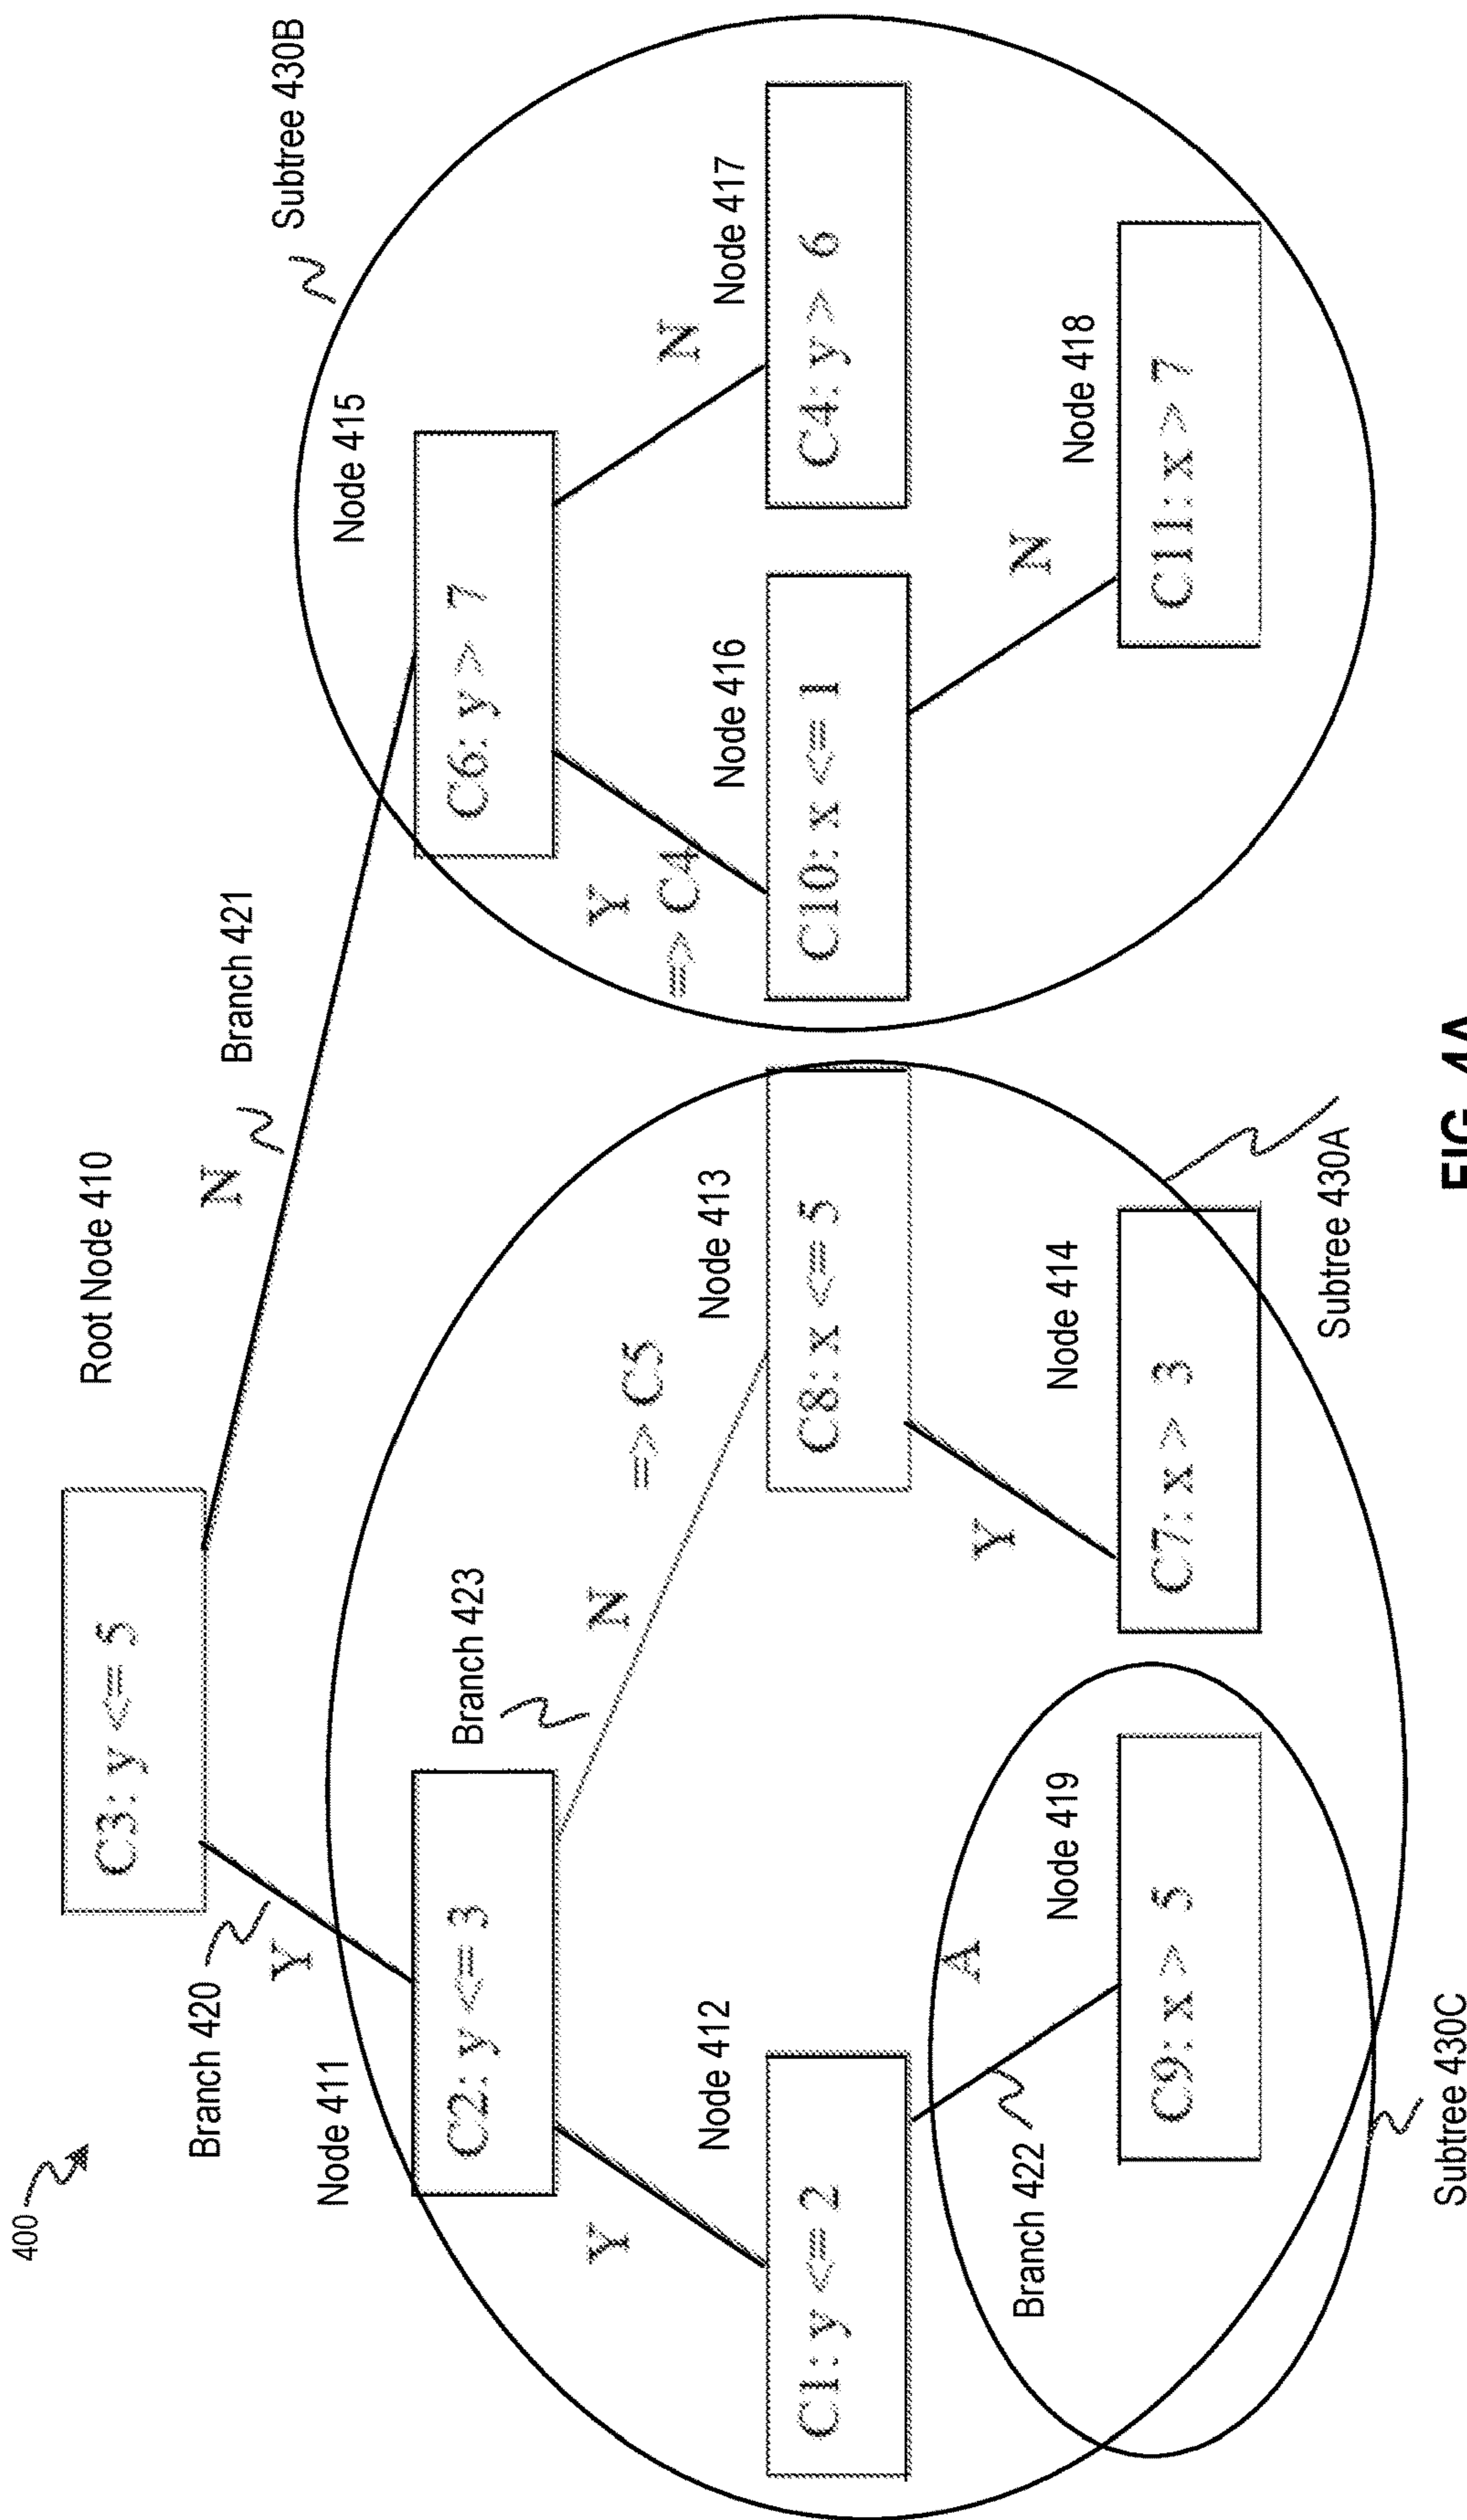 400
Root Node 410
C3: y <= 5
Branch 420
Y
N
Branch 421
Subtree 430B
Node 411
C2: y <= 3
Branch 423
Node 415
C6: y > 7
Y
N
=> C5
Y
=> C4
N
Node 412
C1: y <= 2
Node 413
C8: x <= 5
Node 416
C10: x <= 1
Node 417
C4: y > 6
Branch 422
A
Y
N
Node 419
C9: x > 5
Node 414
C7: x > 3
Node 418
C11: x > 7
Subtree 430C
Subtree 430A
FIG. 4A